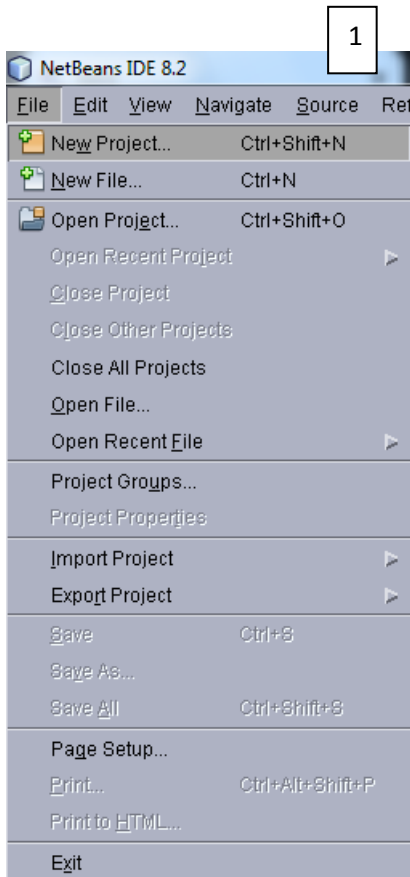 1
NetBeans IDE 8.2
File Edit View Navigate Source Ref
New Project... Ctrl+Shift+N
New File... Ctrl+N
Open Project... Ctrl+Shift+O
Open Recent Project
Close Project
Close Other Projects
Close All Projects
Open File...
Open Recent File
Project Groups...
Project Properties
Import Project
Export Project
Save Ctrl+S
Save As...
Save All Ctrl+Shift+S
Page Setup...
Print... Ctrl+Alt+Shift+P
Print to HTML...
Exit